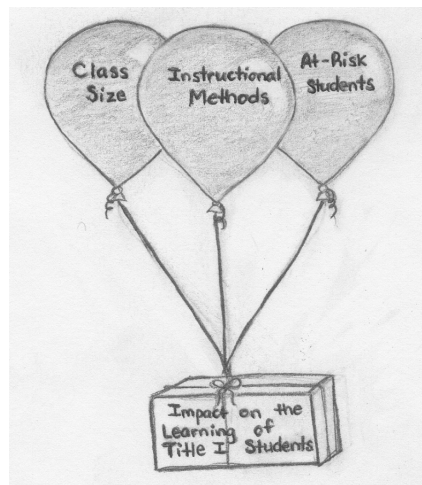 Class
Size
Instructional
Methods
At-Risk
Students
Impact on the
Learning of
Title I Students